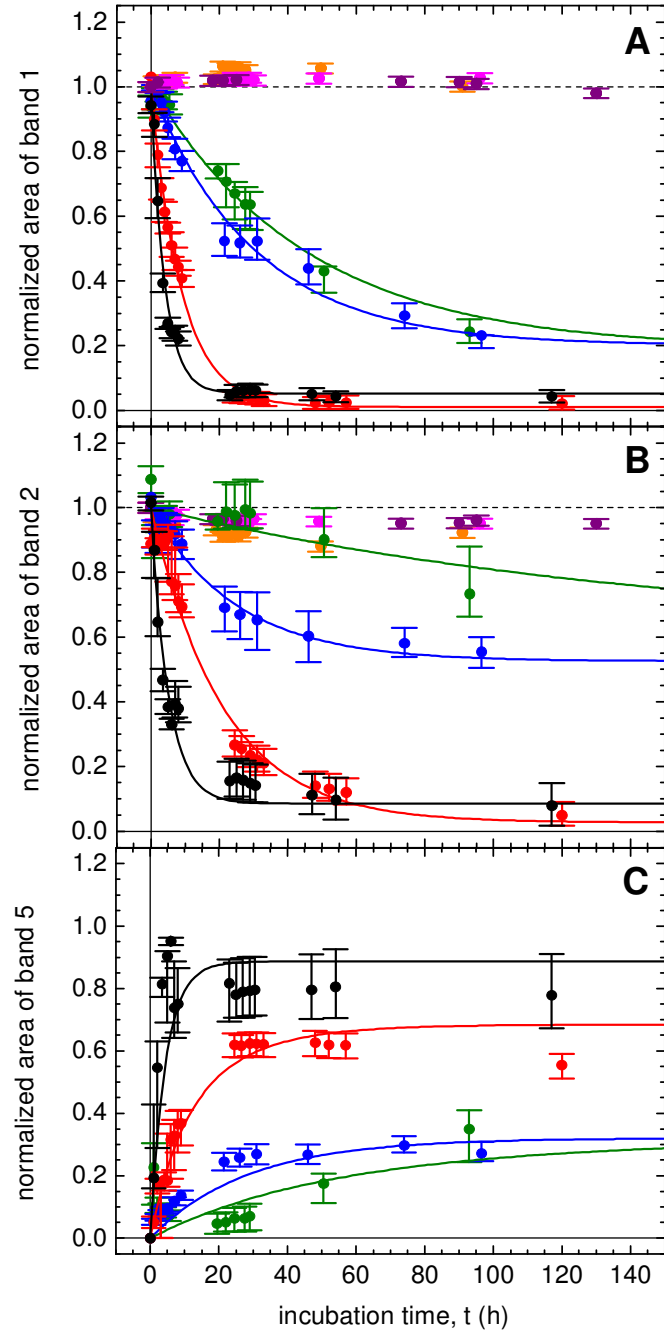 A
1.2
1.0
0.8
0.6
0.4
0.2
0.0
normalized area of band 1
B
1.2
1.0
0.8
0.6
0.4
0.2
0.0
normalized area of band 2
C
1.2
1.0
0.8
0.6
0.4
0.2
0.0
normalized area of band 5
0 20 40 60 80 100 120 140
incubation time, t (h)